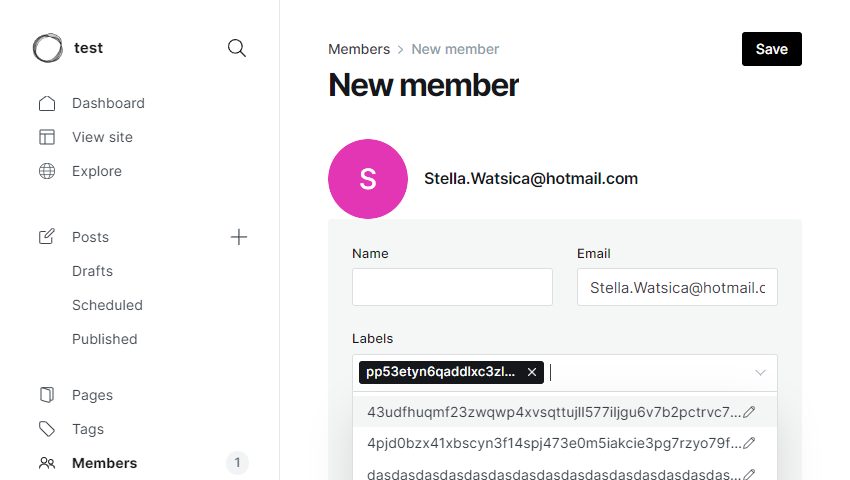 test
Dashboard
View site
Explore
Posts
Drafts
Scheduled
Published
Pages
Tags
Members
1
Members
New member
Save
New member
S
Stella.Watsica@hotmail.com
Name
Email
Stella.Watsica@hotmail.c
Labels
pp53etyn6qaddlxc3zl...
43udfhuqmf23zwqwp4xvsqttujll577iljgu6v7b2pctrvc7...
4pjd0bzx41xbscyn3f14spj473e0m5iakcie3pg7rzyo79f...
dasdasdasdasdasdasdasdasdasdasdasdasdasdas...